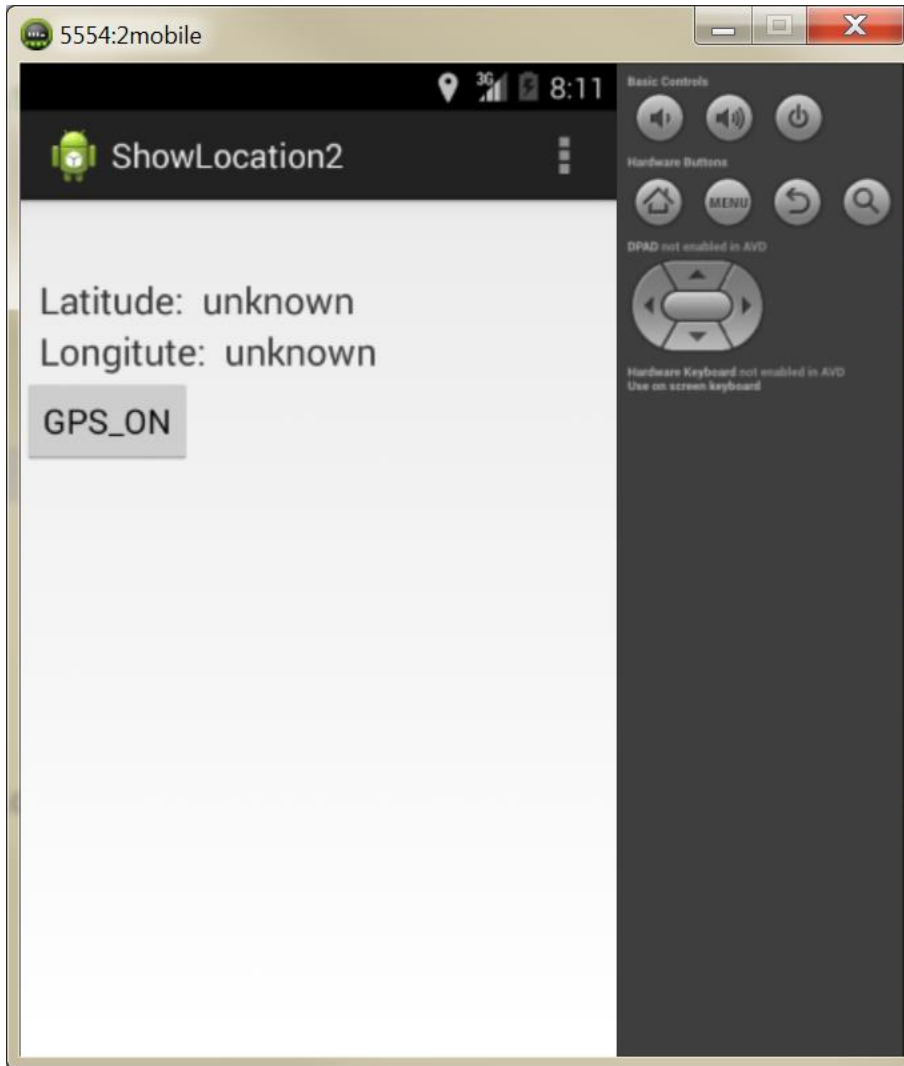 5554:2mobile
3G 8:11
ShowLocation2
Latitude: unknown
Longitute: unknown
GPS_ON
Basic Controls
Hardware Buttons
MENU
DPAD not enabled in AVD
Hardware Keyboard not enabled in AVD
Use on screen keyboard